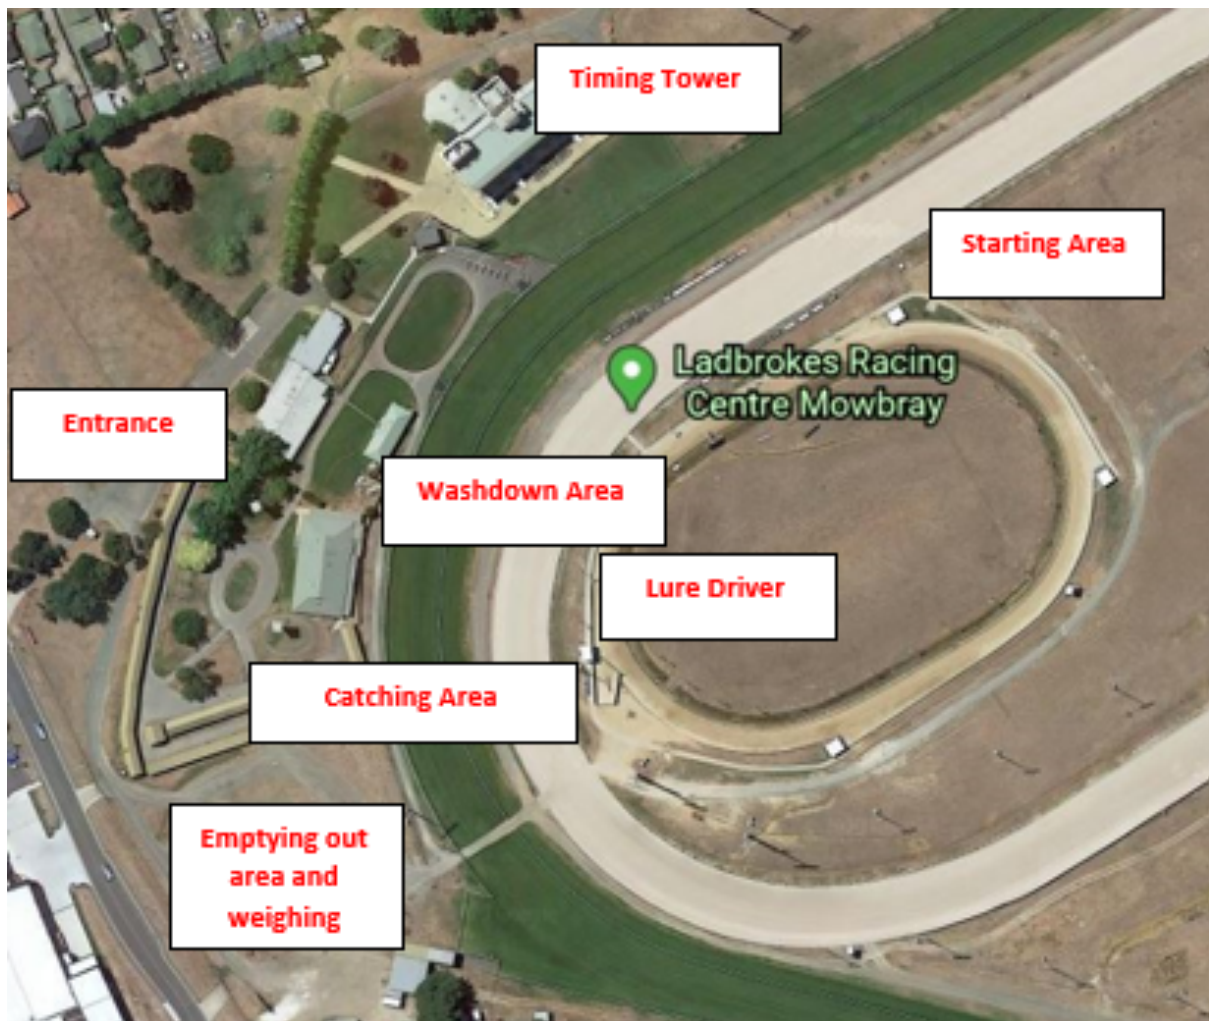 Timing Tower
Starting Area
Ladbrokes Racing
Centre Mowbray
Entrance
Washdown Area
Lure Driver
Catching Area
Emptying out
area and
weighing